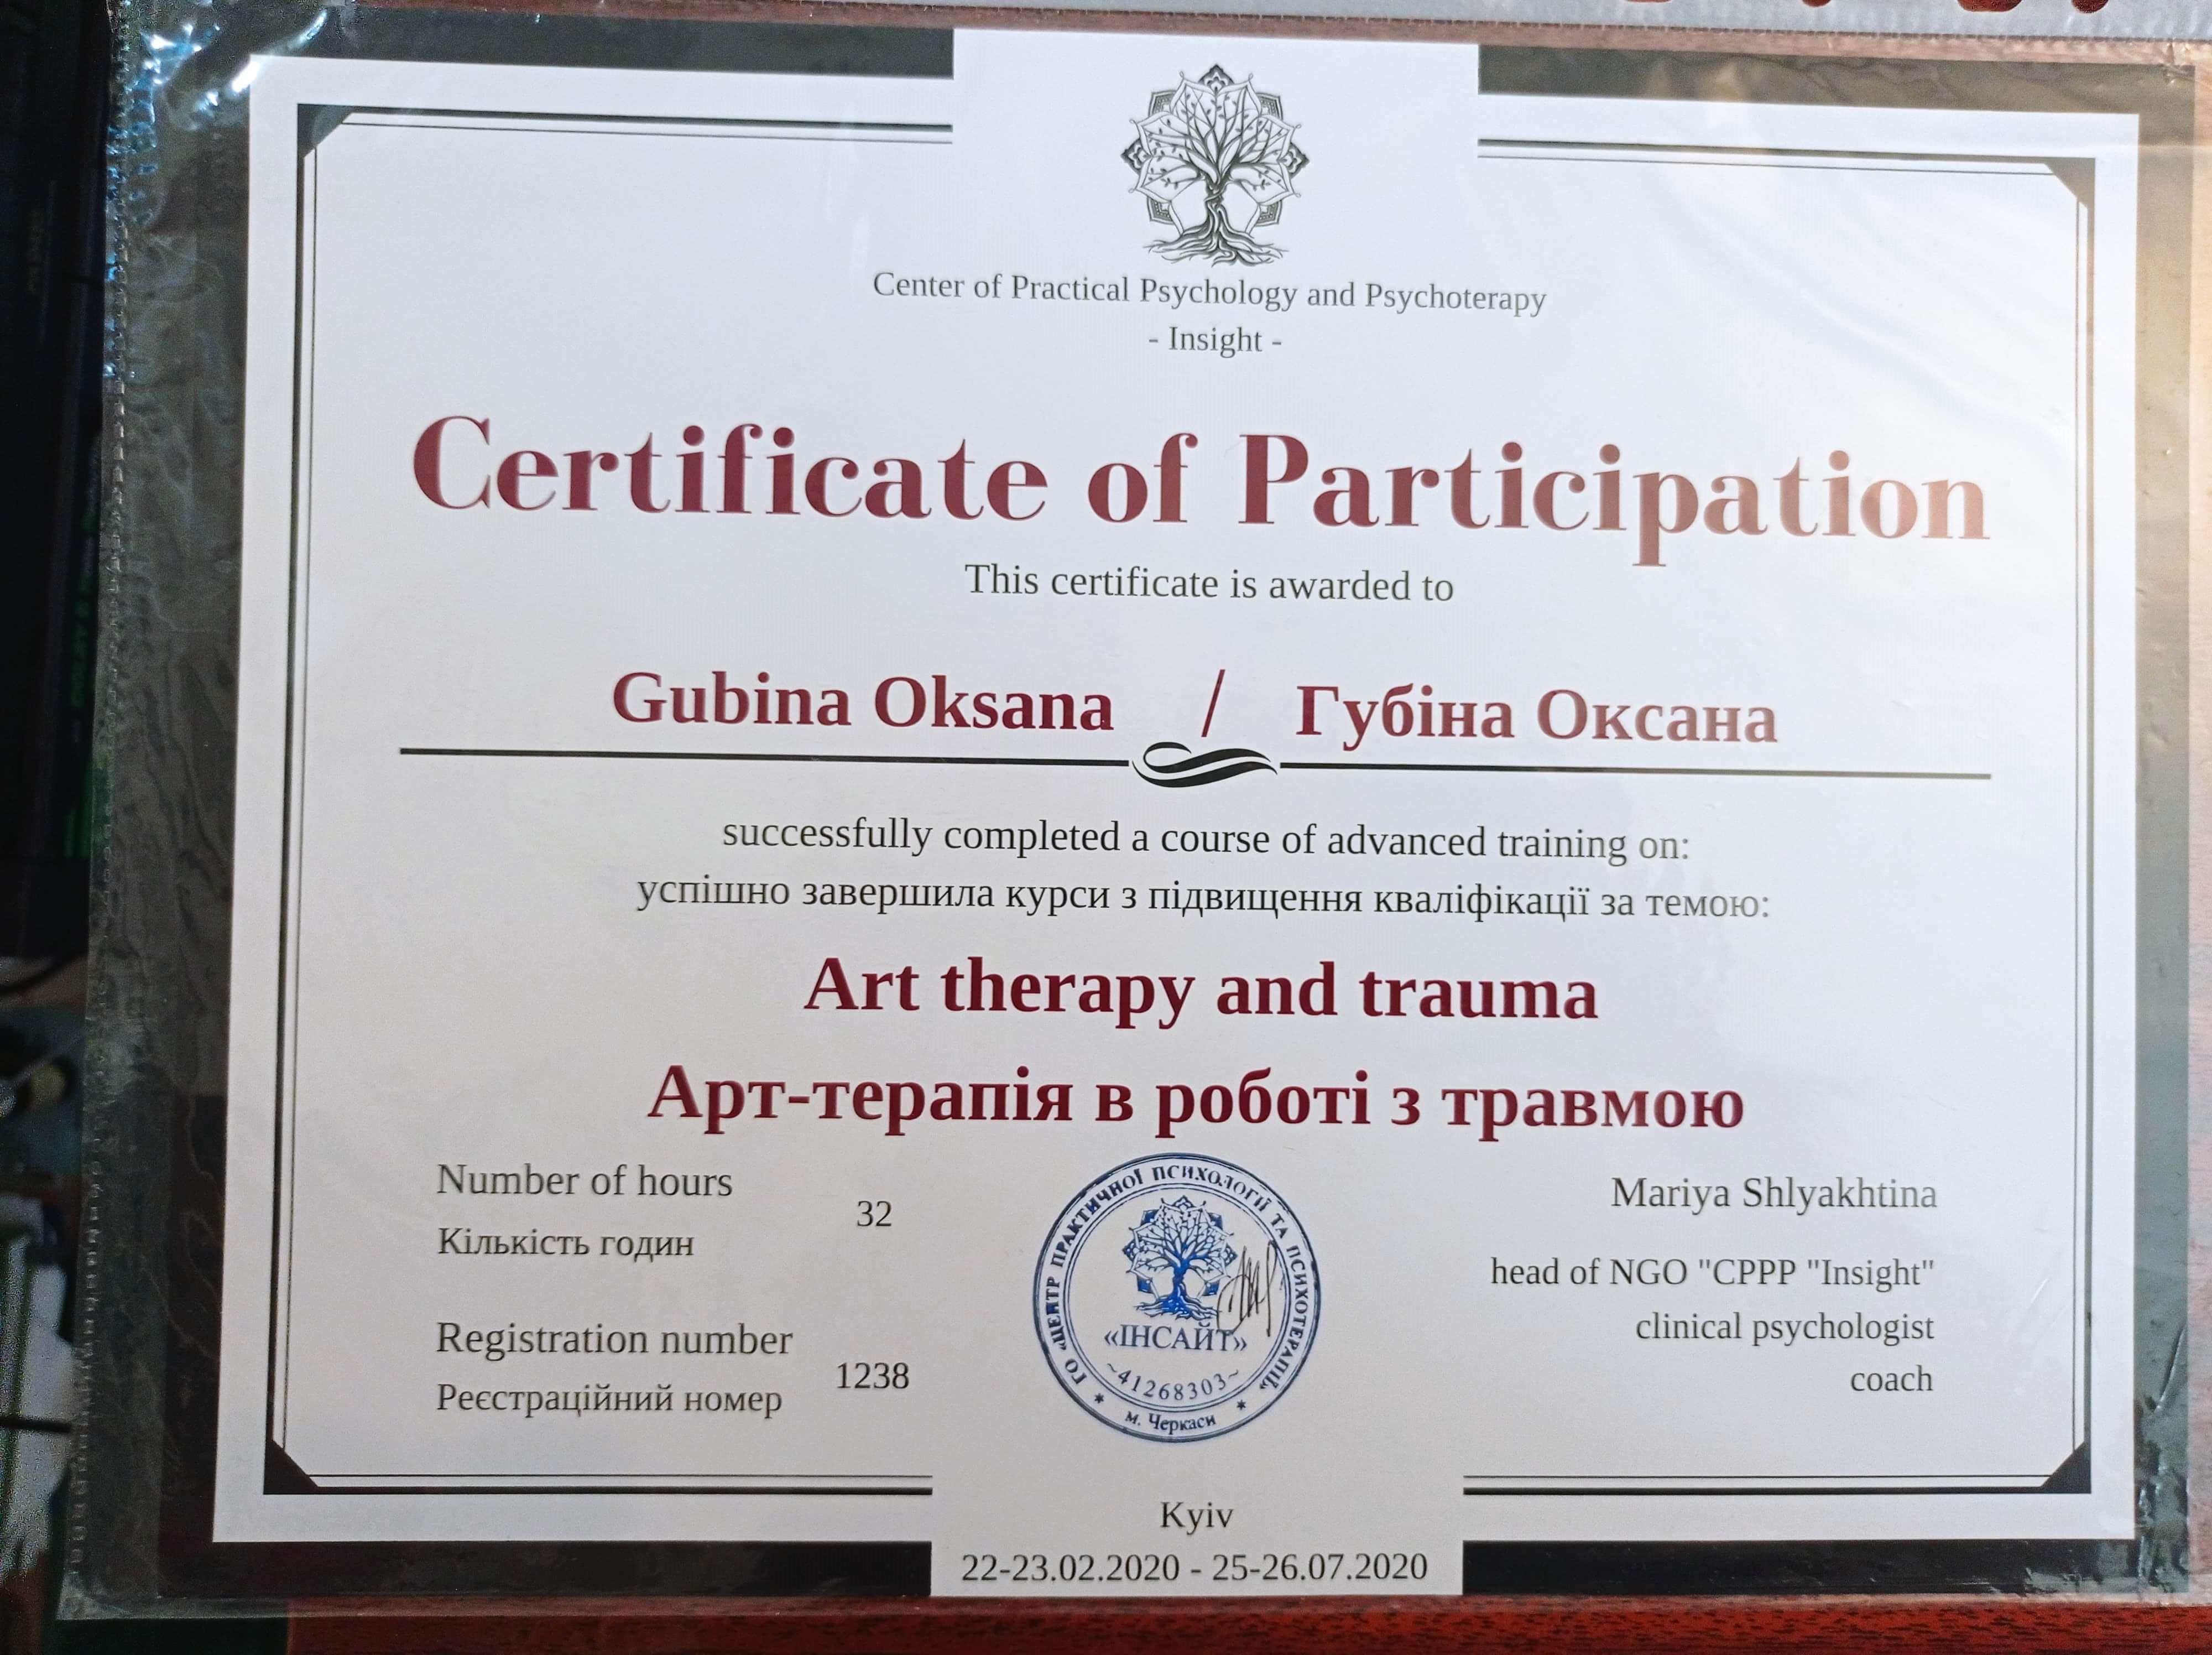 Center of Practical Psychology and Psychoterapy
- Insight -
Certificate of Participation
This certificate is awarded to
Gubina Oksana / Губіна Оксана
successfully completed a course of advanced training on:
успішно завершила курси з підвищення кваліфікації за темою:
Art therapy and trauma
Арт-терапія в роботі з травмою
Number of hours
Кількість годин
32
Registration number
Реєстраційний номер
1238
ГО «ЦЕНТР ПРАКТИЧНОЇ ПСИХОЛОГІЇ ТА ПСИХОТЕРАПІЇ»
«ІНСАЙТ»
~41268303~
* м. Черкаси *
Mariya Shlyakhtina
head of NGO "CPPP "Insight"
clinical psychologist
coach
Kyiv
22-23.02.2020 - 25-26.07.2020